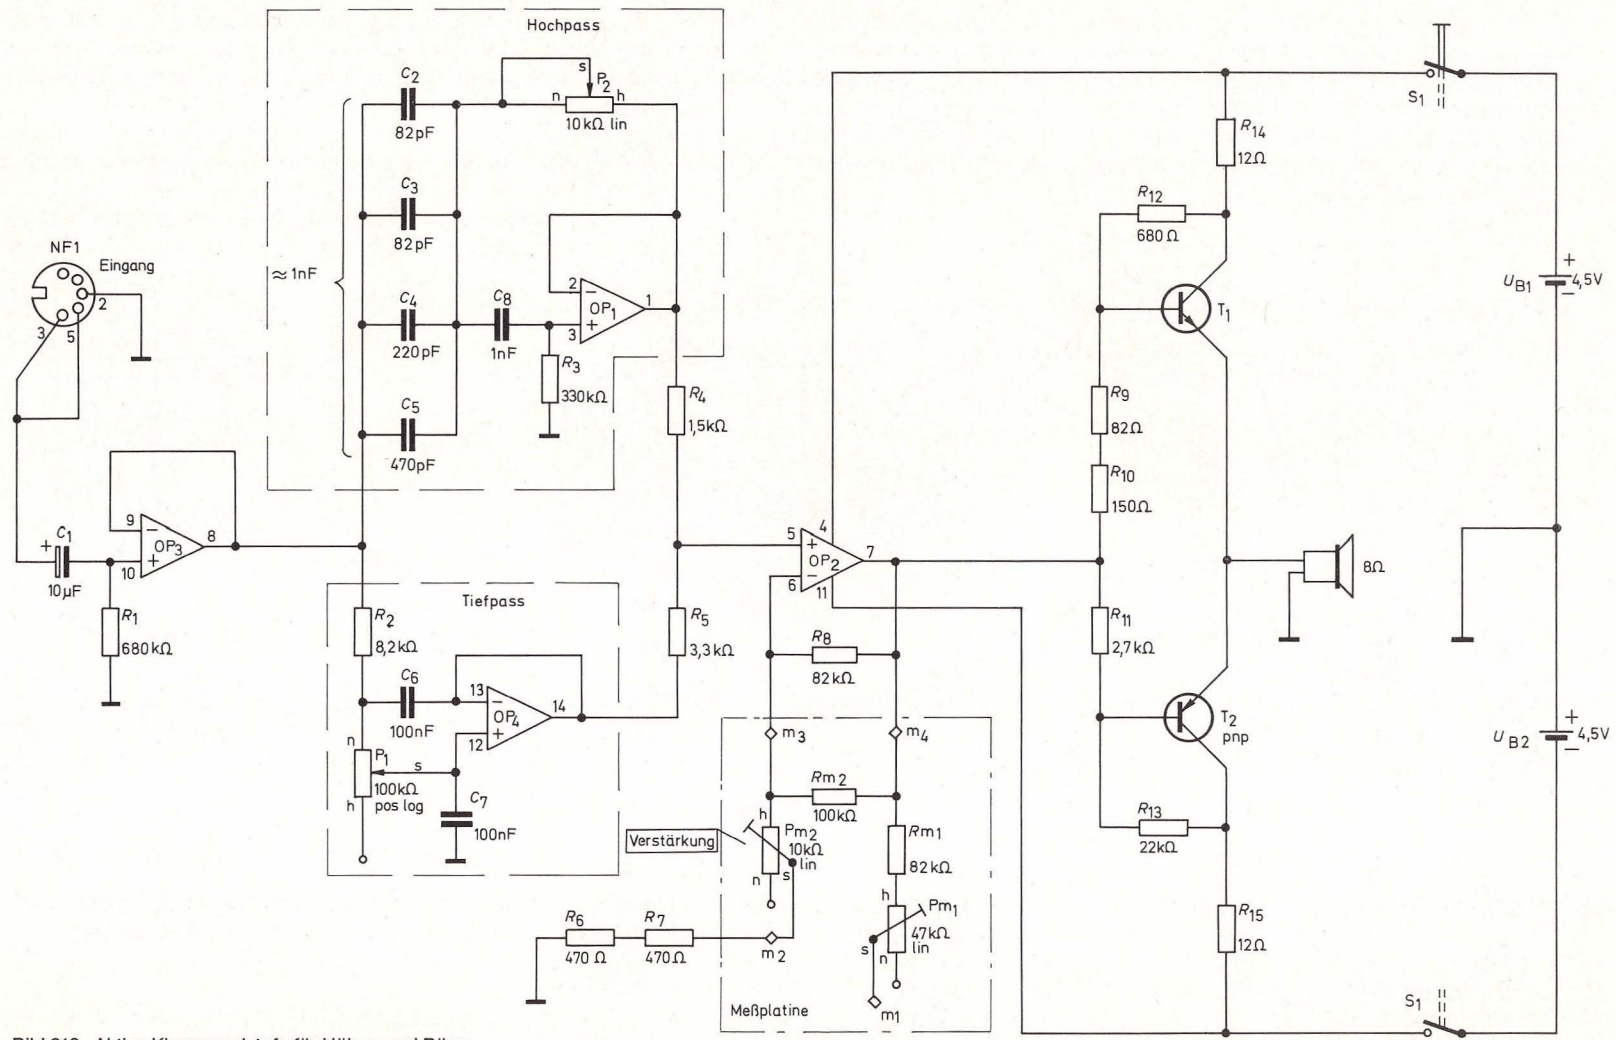 Hochpass
C2
82pF
s
P2
n
h
10kΩ lin
C3
82pF
≈1nF
C4
220pF
C8
1nF
2
−
OP1
1
3
+
R3
330kΩ
C5
470pF
R4
1,5kΩ
NF1
Eingang
2
3
5
+
C1
10µF
9
−
OP3
8
10
+
R1
680kΩ
Tiefpass
R2
8,2kΩ
C6
100nF
13
−
OP4
14
12
+
n
P1
s
100kΩ
pos log
h
C7
100nF
R5
3,3kΩ
5
4
+
OP2
7
−
6
11
R8
82kΩ
m3
m4
Rm2
100kΩ
h
Pm2
10kΩ
lin
s
n
Verstärkung
Rm1
82kΩ
h
Pm1
47kΩ
lin
s
n
m1
R6
470Ω
R7
470Ω
m2
Meßplatine
R14
12Ω
R12
680Ω
T1
R9
82Ω
R10
150Ω
R11
2,7kΩ
T2
pnp
R13
22kΩ
R15
12Ω
8Ω
S1
+
UB1
4,5V
−
+
UB2
4,5V
−
S1